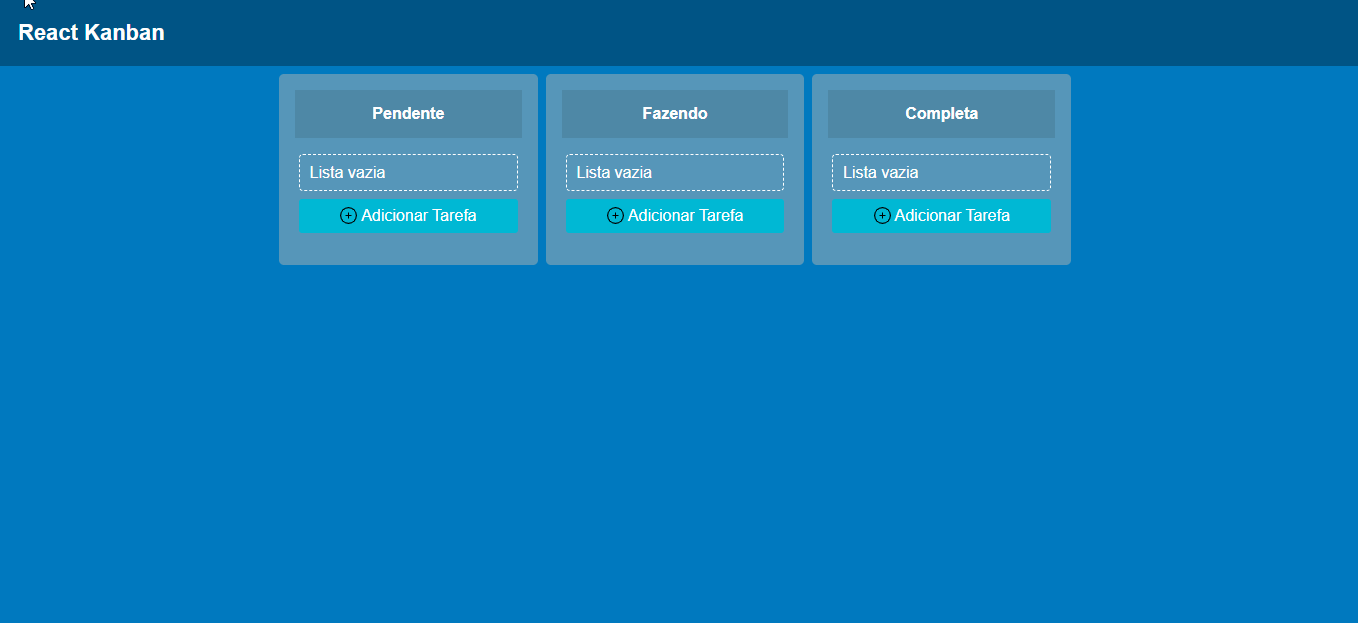 React Kanban
Pendente
Fazendo
Completa
Lista vazia
Lista vazia
Lista vazia
Adicionar Tarefa
Adicionar Tarefa
Adicionar Tarefa